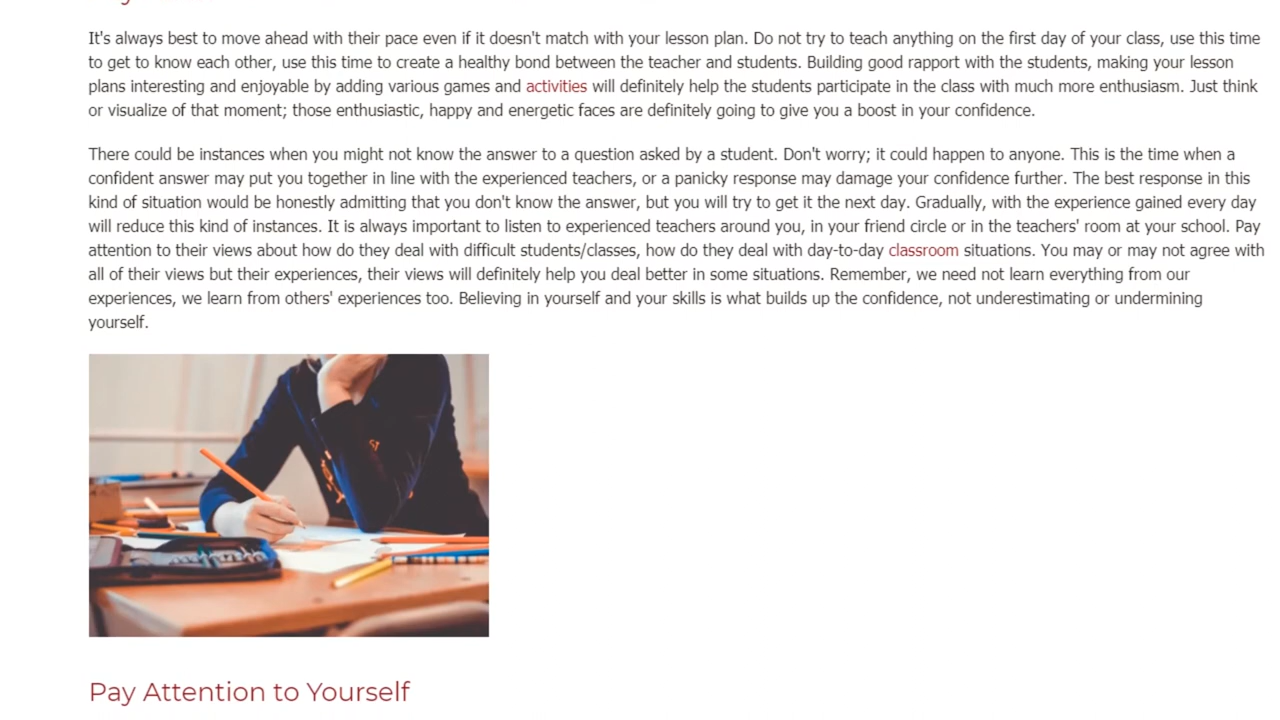 It's always best to move ahead with their pace even if it doesn't match with your lesson plan. Do not try to teach anything on the first day of your class, use this time
to get to know each other, use this time to create a healthy bond between the teacher and students. Building good rapport with the students, making your lesson
plans interesting and enjoyable by adding various games and activities will definitely help the students participate in the class with much more enthusiasm. Just think
or visualize of that moment; those enthusiastic, happy and energetic faces are definitely going to give you a boost in your confidence.
There could be instances when you might not know the answer to a question asked by a student. Don't worry; it could happen to anyone. This is the time when a
confident answer may put you together in line with the experienced teachers, or a panicky response may damage your confidence further. The best response in this
kind of situation would be honestly admitting that you don't know the answer, but you will try to get it the next day. Gradually, with the experience gained every day
will reduce this kind of instances. It is always important to listen to experienced teachers around you, in your friend circle or in the teachers' room at your school. Pay
attention to their views about how do they deal with difficult students/classes, how do they deal with day-to-day classroom situations. You may or may not agree with
all of their views but their experiences, their views will definitely help you deal better in some situations. Remember, we need not learn everything from our
experiences, we learn from others' experiences too. Believing in yourself and your skills is what builds up the confidence, not underestimating or undermining
yourself.
Pay Attention to Yourself